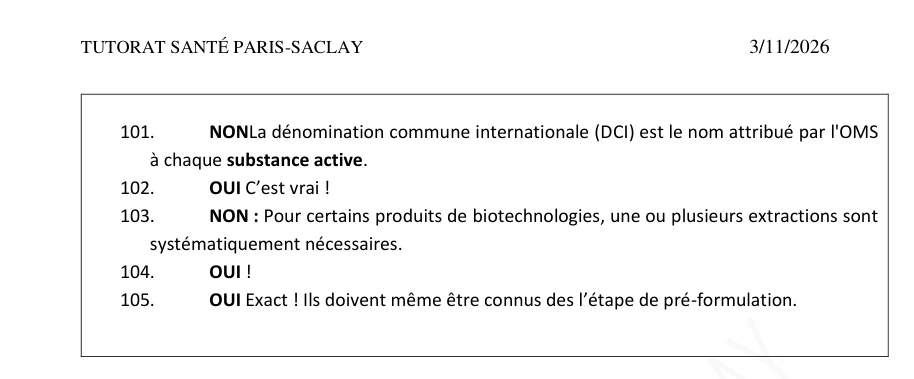 TUTORAT SANTÉ PARIS-SACLAY 3/11/2026
101. NONLa dénomination commune internationale (DCI) est le nom attribué par l'OMS
à chaque substance active.
102. OUI C’est vrai !
103. NON : Pour certains produits de biotechnologies, une ou plusieurs extractions sont
systématiquement nécessaires.
104. OUI !
105. OUI Exact ! Ils doivent même être connus des l’étape de pré-formulation.
AY